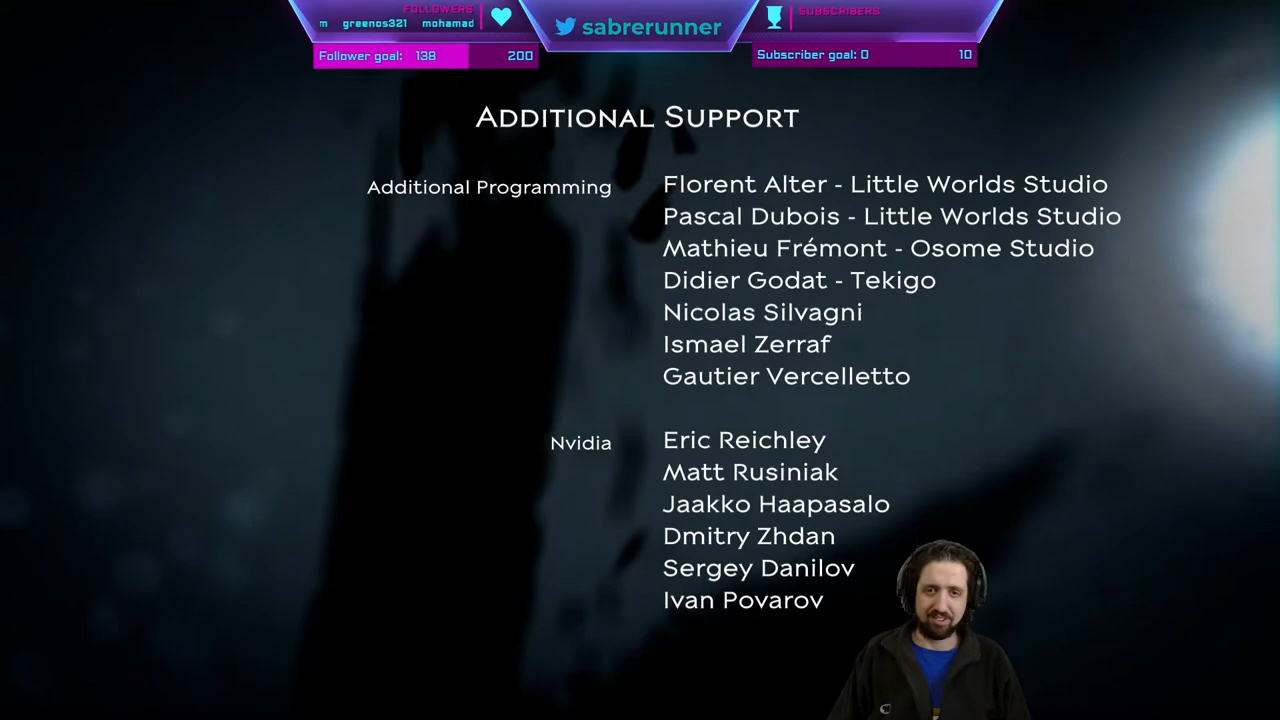 FOLLOWERS
m greenos321 mohamad
Follower goal: 138 200
sabrerunner
SUBSCRIBERS
Subscriber goal: 0 10
Additional Support
Additional Programming
Florent Alter - Little Worlds Studio
Pascal Dubois - Little Worlds Studio
Mathieu Frémont - Osome Studio
Didier Godat - Tekigo
Nicolas Silvagni
Ismael Zerraf
Gautier Vercelletto
Nvidia
Eric Reichley
Matt Rusiniak
Jaakko Haapasalo
Dmitry Zhdan
Sergey Danilov
Ivan Povarov